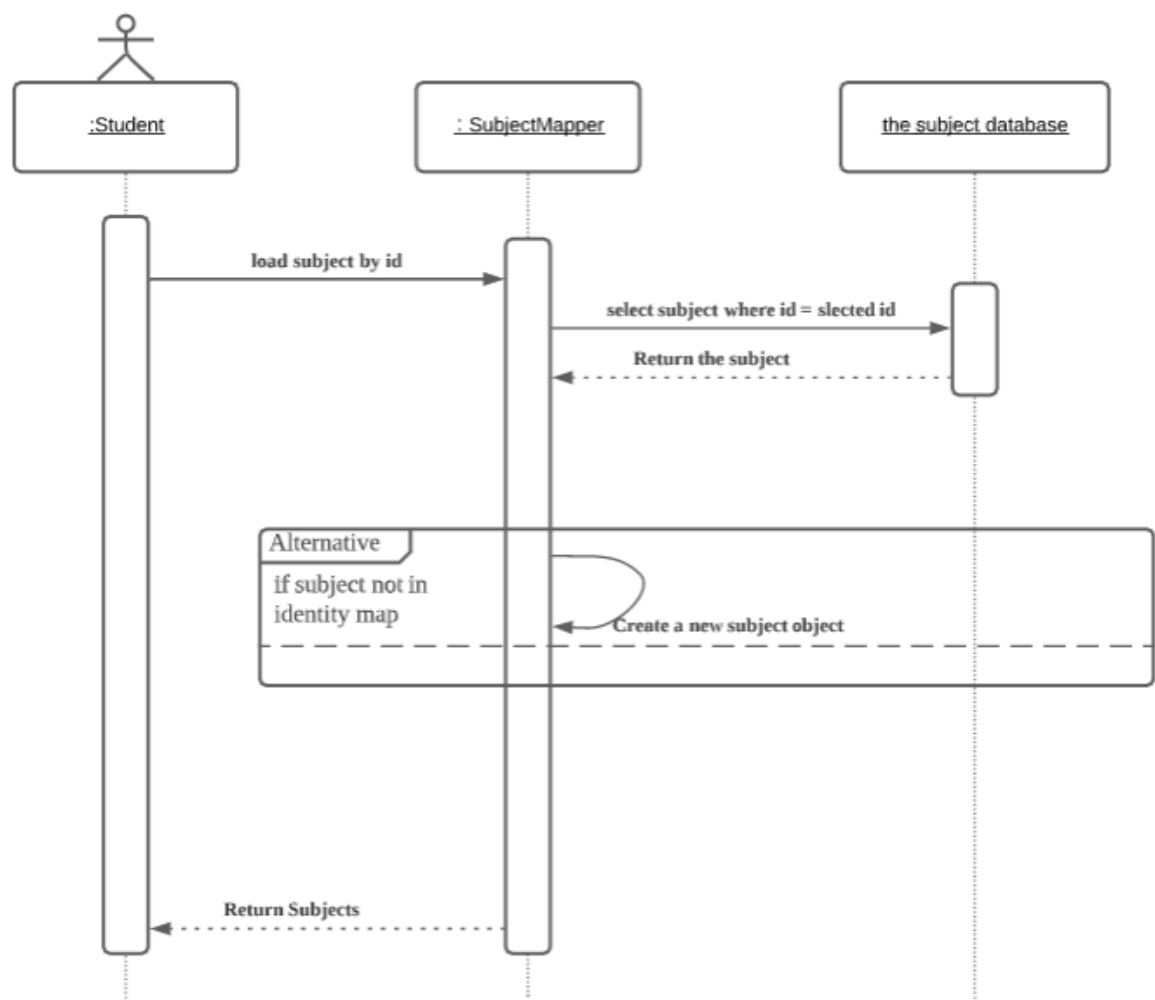 :Student
: SubjectMapper
the subject database
load subject by id
select subject where id = slected id
Return the subject
Alternative
if subject not in
identity map
Create a new subject object
Return Subjects